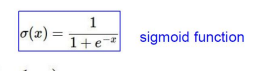 σ(x) = 1 / (1 + e^{-x}) sigmoid function